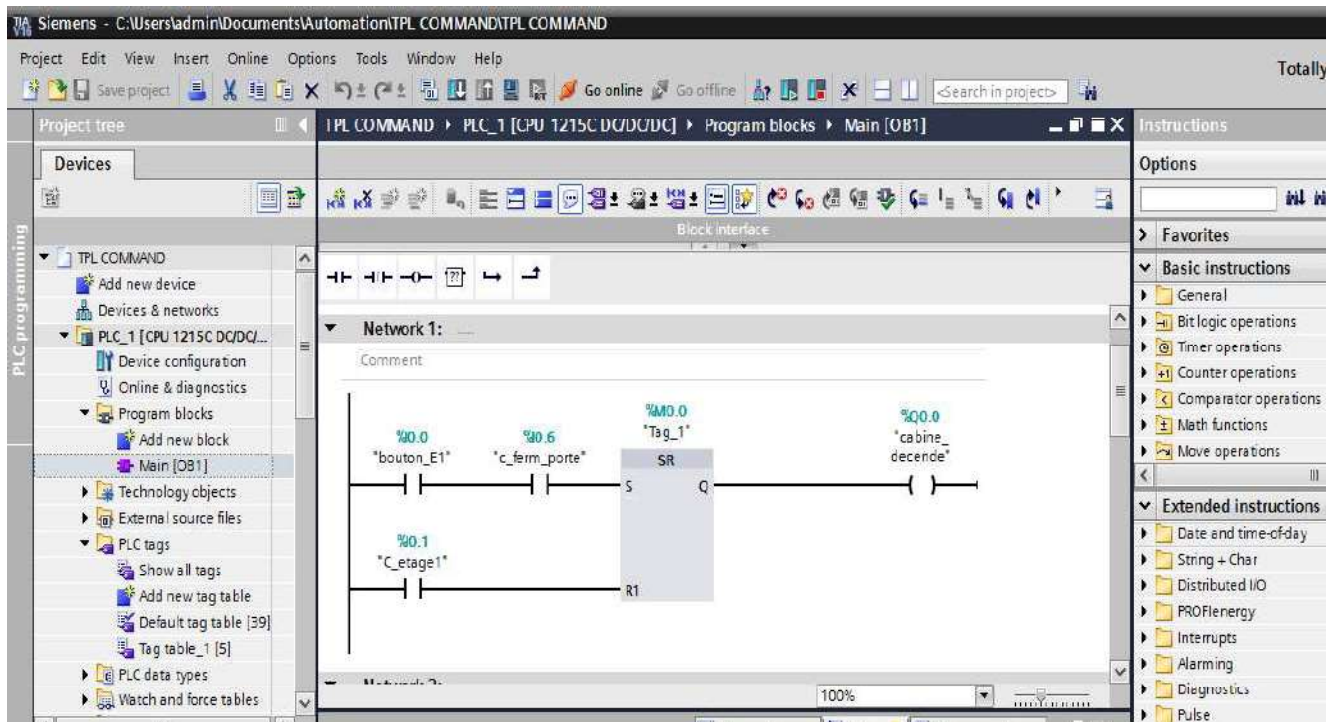 Siemens - C:\Users\admin\Documents\Automation\TPL COMMAND\TPL COMMAND
Project Edit View Insert Online Options Tools Window Help
Totally
Save project
Go online
Go offline
<Search in project>
Project tree
TPL COMMAND PLC_1 [CPU 1215C DC/DC/DC] Program blocks Main [OB1]
Instructions
Devices
Options
Block interface
PLC programming
TPL COMMAND
Add new device
Devices & networks
PLC_1 [CPU 1215C DC/DC/...
Device configuration
Online & diagnostics
Program blocks
Add new block
Main [OB1]
Technology objects
External source files
PLC tags
Show all tags
Add new tag table
Default tag table [39]
Tag table_1 [5]
PLC data types
Watch and force tables
Network 1:
Comment
%I0.0
"bouton_E1"
%I0.6
"c_ferm_porte"
%M0.0
"Tag_1"
SR
S Q
%Q0.0
"cabine_
decende"
%I0.1
"C_etage1"
R1
100%
Favorites
Basic instructions
General
Bit logic operations
Timer operations
Counter operations
Comparator operations
Math functions
Move operations
Extended instructions
Date and time-of-day
String + Char
Distributed I/O
PROFIenergy
Interrupts
Alarming
Diagnostics
Pulse